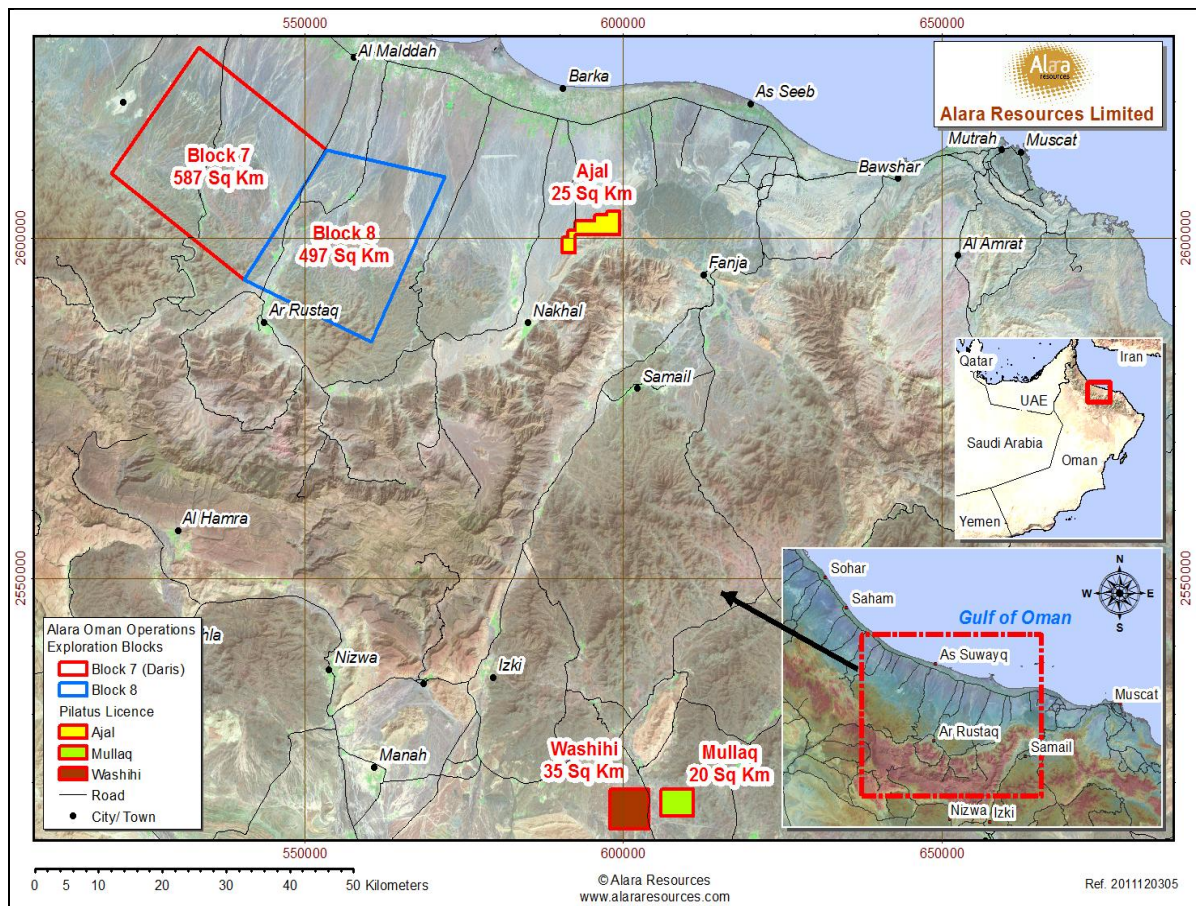 550000
600000
650000
Al Malddah
Barka
As Seeb
Alara
resources
Alara Resources Limited
Mutrah
Muscat
Bawshar
Block 7
587 Sq Km
Ajal
25 Sq Km
Block 8
497 Sq Km
2600000
2600000
Al Amrat
Fanja
Ar Rustaq
Nakhal
Samail
Qatar
Iran
UAE
Saudi Arabia
Oman
Yemen
Al Hamra
2550000
2550000
Sohar
Saham
Gulf of Oman
N
W
E
S
As Suwayq
Muscat
Ar Rustaq
Samail
Nizwa
Izki
Alara Oman Operations
Exploration Blocks
Block 7 (Daris)
Block 8
Pilatus Licence
Ajal
Mullaq
Washihi
Road
City/ Town
hla
Nizwa
Izki
Manah
Washihi
35 Sq Km
Mullaq
20 Sq Km
550000
600000
650000
0 5 10 20 30 40 50 Kilometers
© Alara Resources
www.alararesources.com
Ref. 2011120305